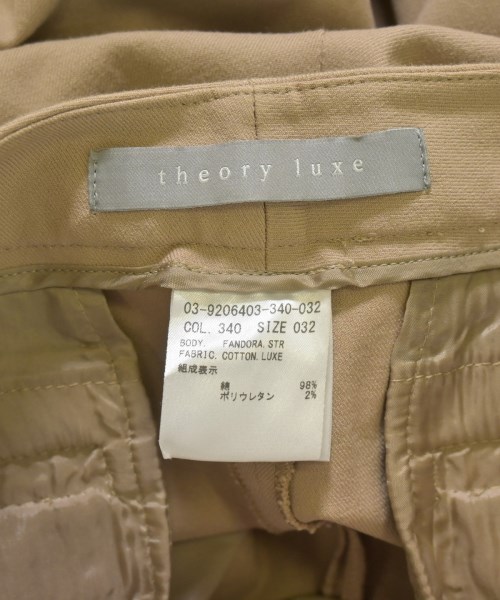 theory luxe
03-9206403-340-032
COL. 340 SIZE 032
BODY. FANDORA.STR
FABRIC. COTTON.LUXE
組成表示
綿 98%
ポリウレタン 2%